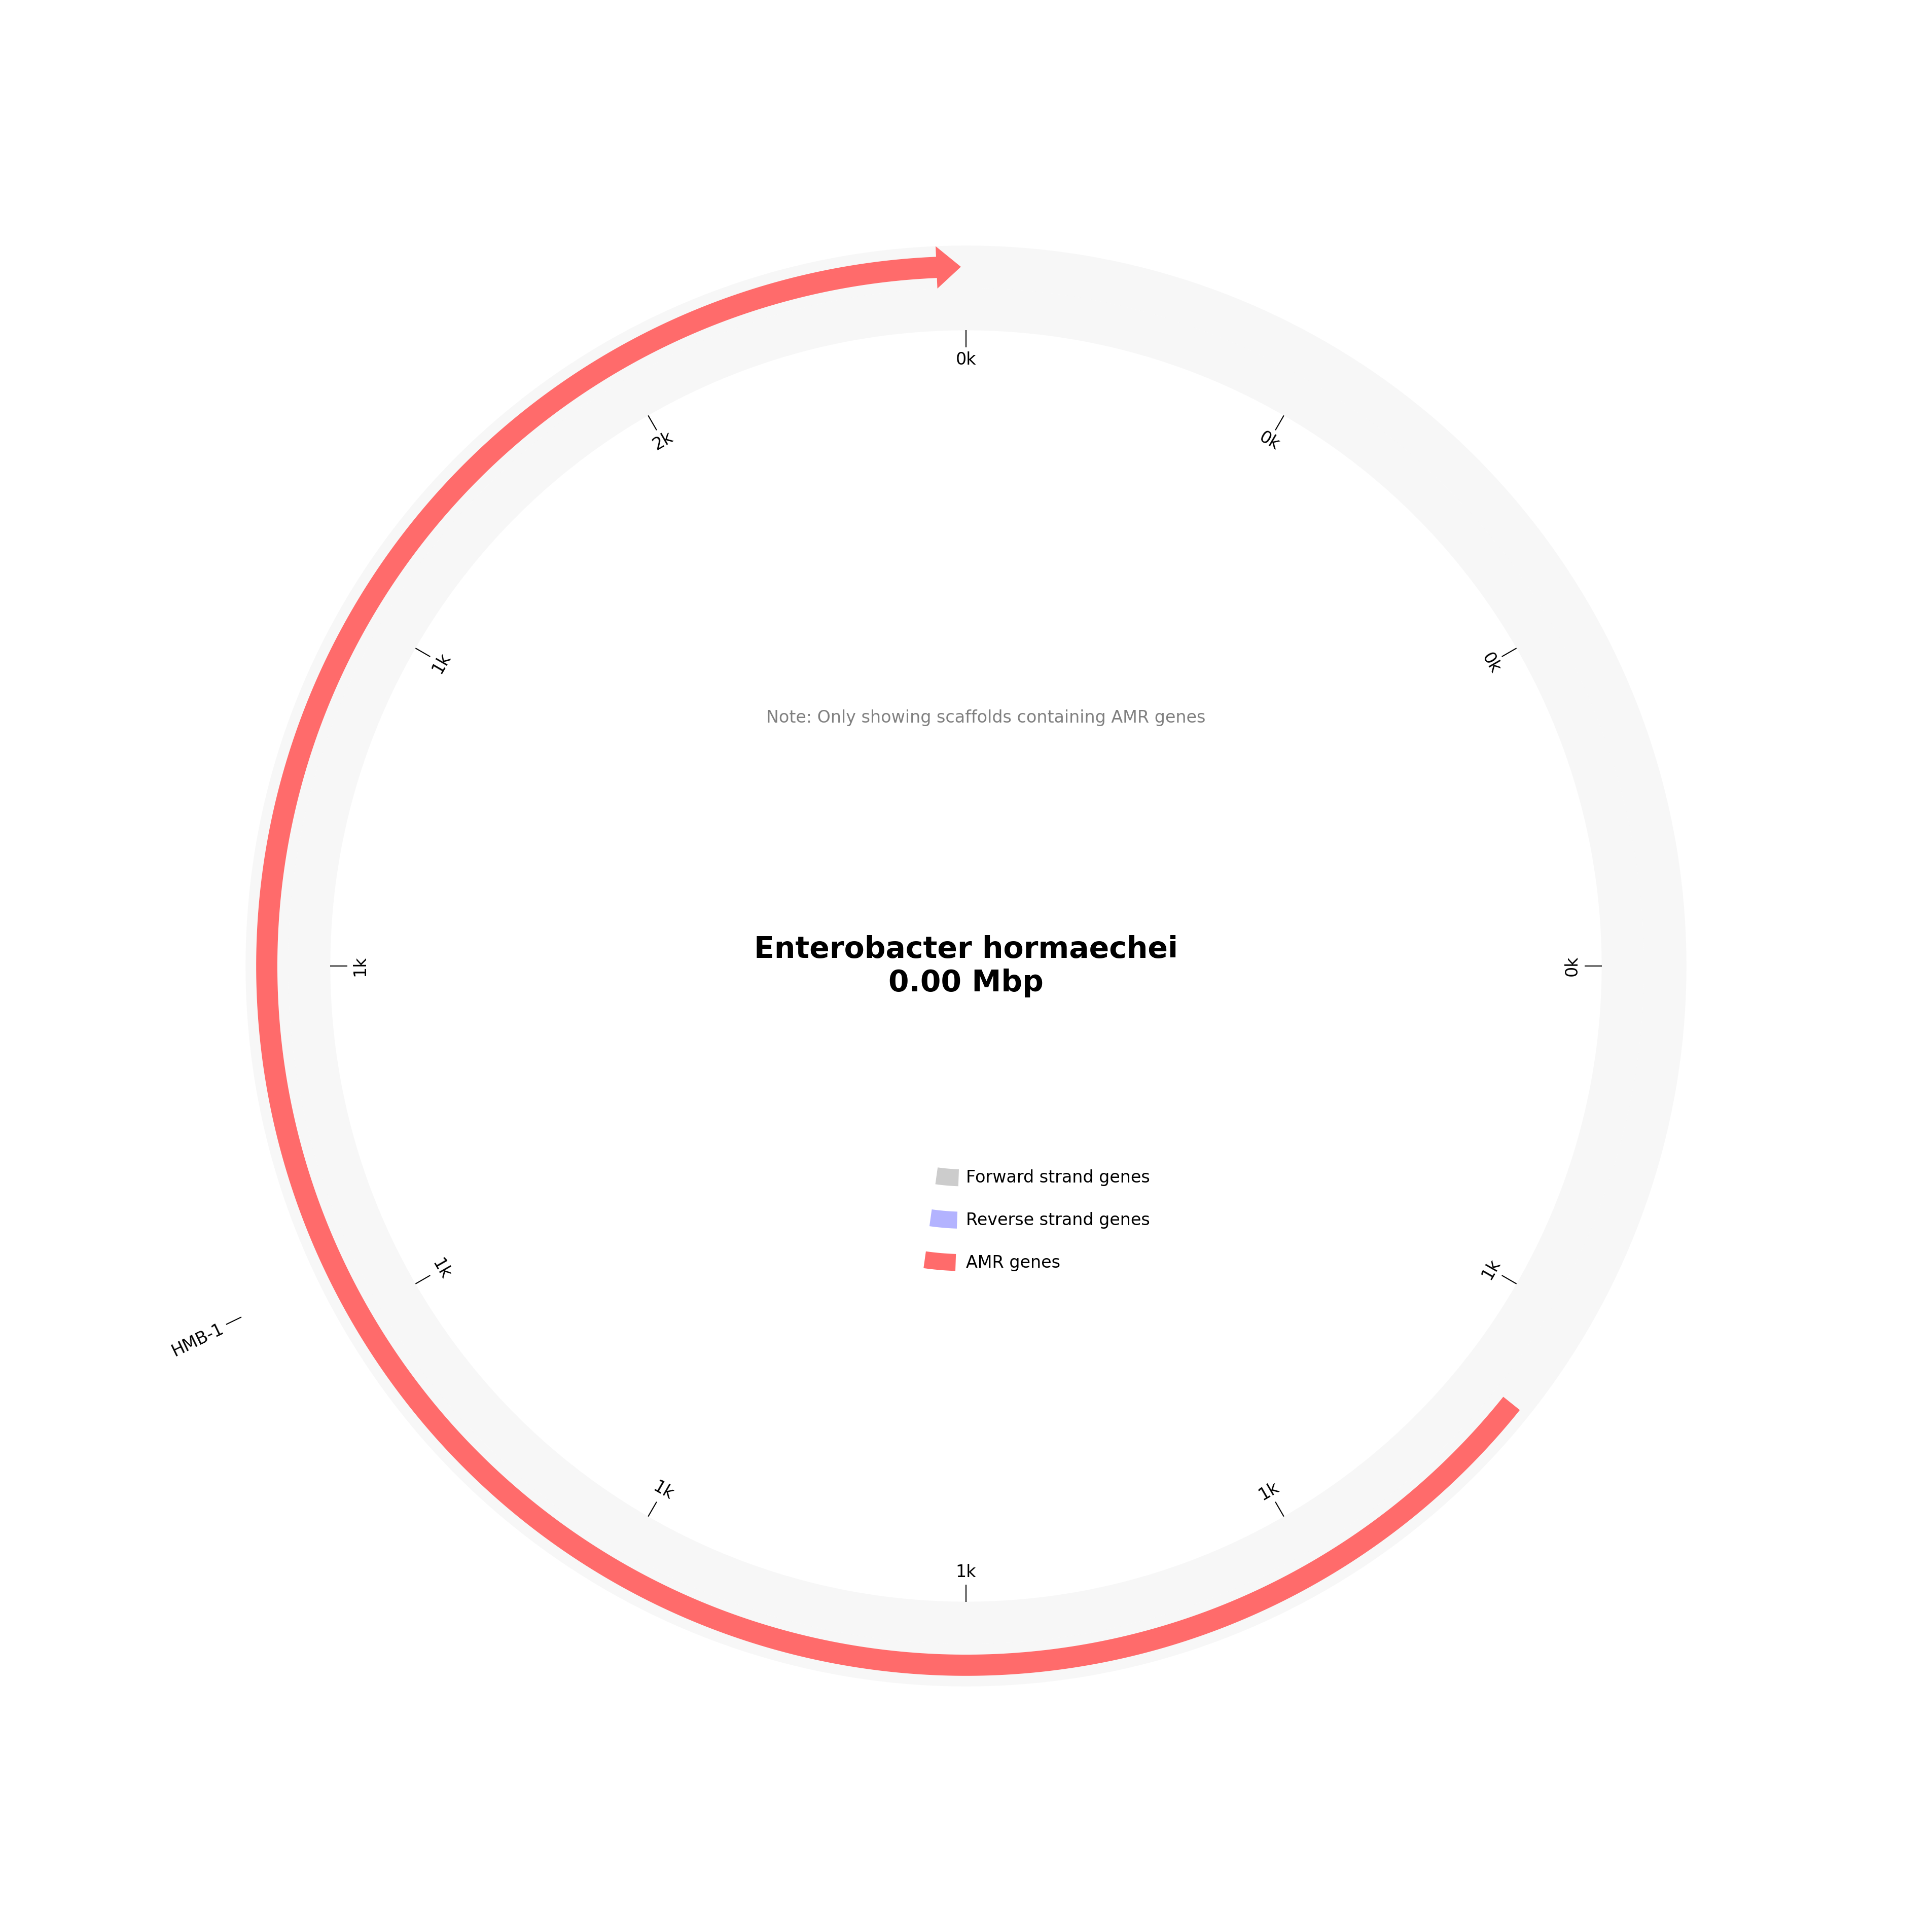 0k
2k
0k
1k
0k
Note: Only showing scaffolds containing AMR genes
Enterobacter hormaechei
0.00 Mbp
1k
0k
Forward strand genes
Reverse strand genes
AMR genes
1k
1k
HMB-1
1k
1k
1k